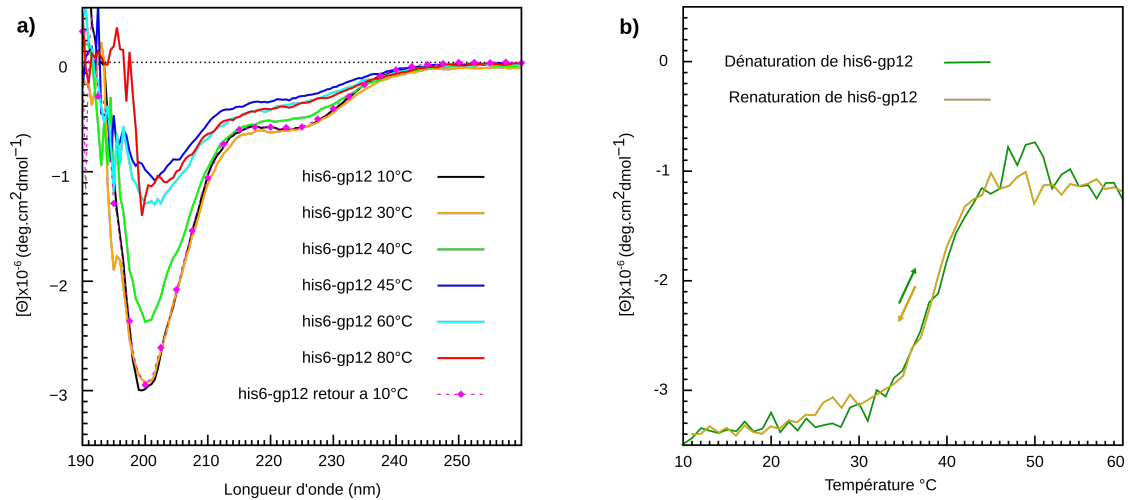 a)
0
−1
−2
−3
[Θ]x10-6 (deg.cm2dmol−1)
his6-gp12 10°C
his6-gp12 30°C
his6-gp12 40°C
his6-gp12 45°C
his6-gp12 60°C
his6-gp12 80°C
his6-gp12 retour a 10°C
190 200 210 220 230 240 250
Longueur d'onde (nm)
b)
0
-1
-2
-3
[Θ]x10-6 (deg.cm2dmol−1)
Dénaturation de his6-gp12
Renaturation de his6-gp12
10 20 30 40 50 60
Température °C